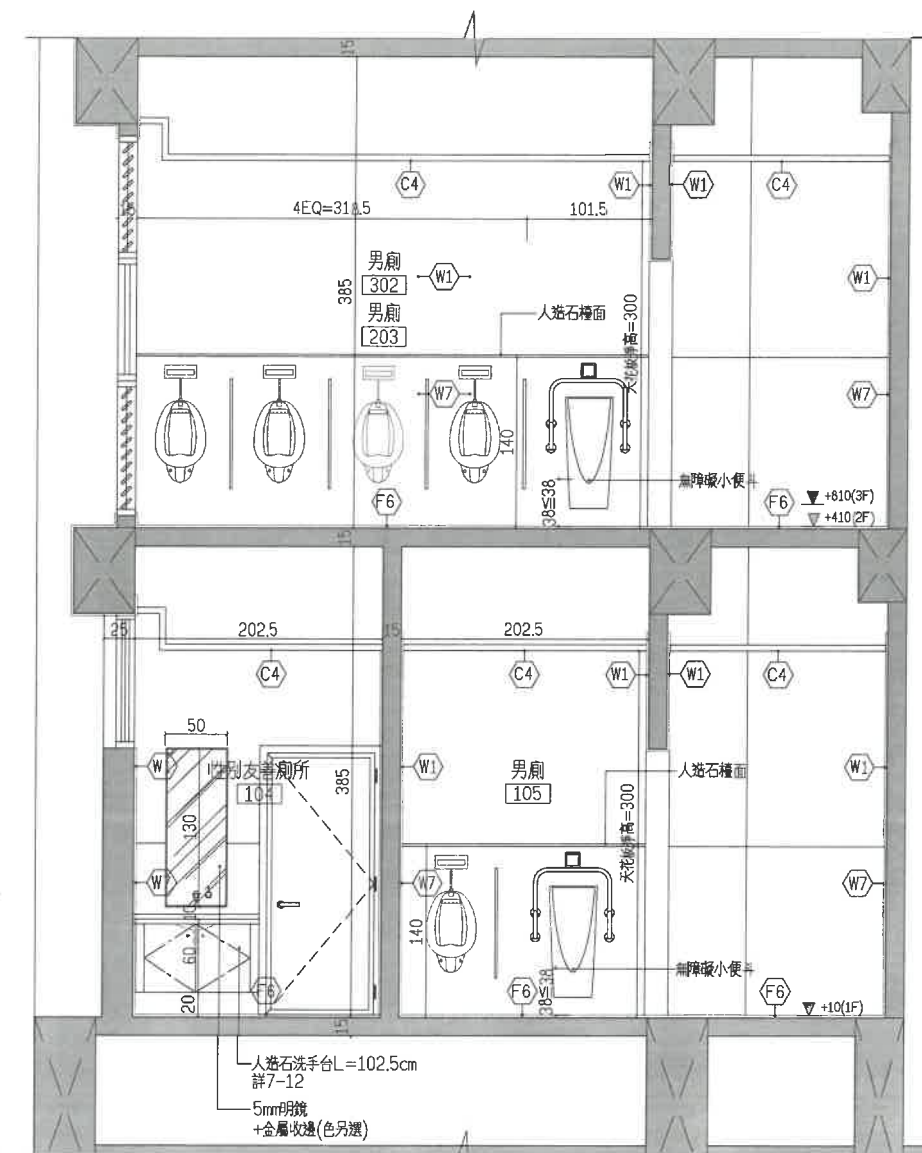 15
C4
W1
W1
C4
15
4EQ=318.5
101.5
男廁
302
W1
男廁
203
385
W1
人造石檯面
天花板淨高=300
W7
140
W7
38≦38
無障礙小便斗
F6
F6
+810(3F)
+410(2F)
15
25
202.5
15
202.5
C4
C4
W1
W1
C4
50
W
性別友善廁所
104
385
130
W1
男廁
105
人造石檯面
天花板淨高=300
W1
W7
W7
W7
10
60
20
F6
140
38≦38
無障礙小便斗
F6
F6
+10(1F)
15
人造石洗手台L=102.5cm
詳7-12
5mm明鏡
+金屬收邊(色另選)